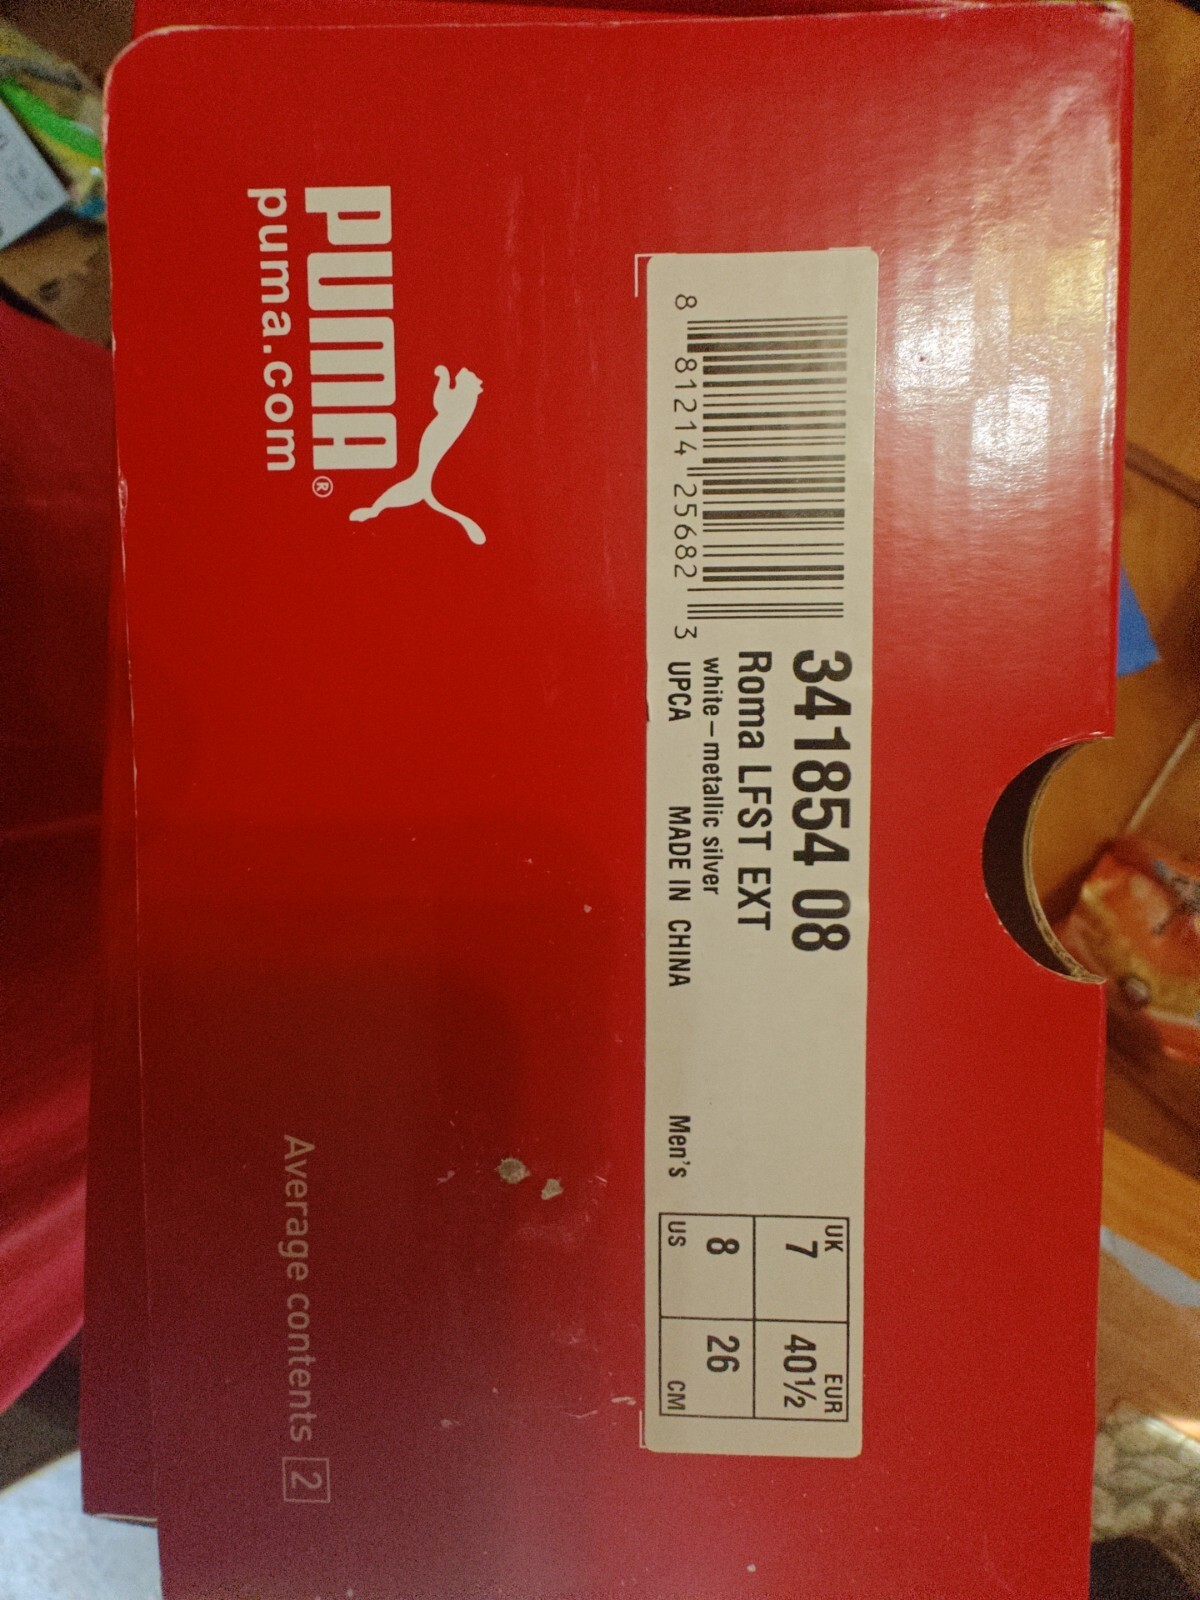 PUMA®
puma.com
341854 08
Roma LFST EXT
white-metallic silver
8 81214 25682 3
UPCA MADE IN CHINA Men's
UK 7 EUR 40½
8 26
US CM
Average contents 2